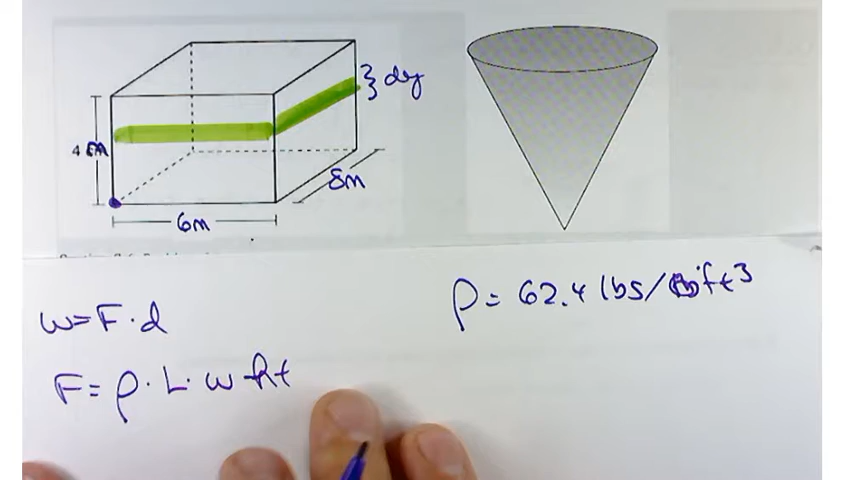 } dy
4 m
8m
6m
ρ = 62.4 lbs/ft3
w = F · d
F = ρ · L · w ht